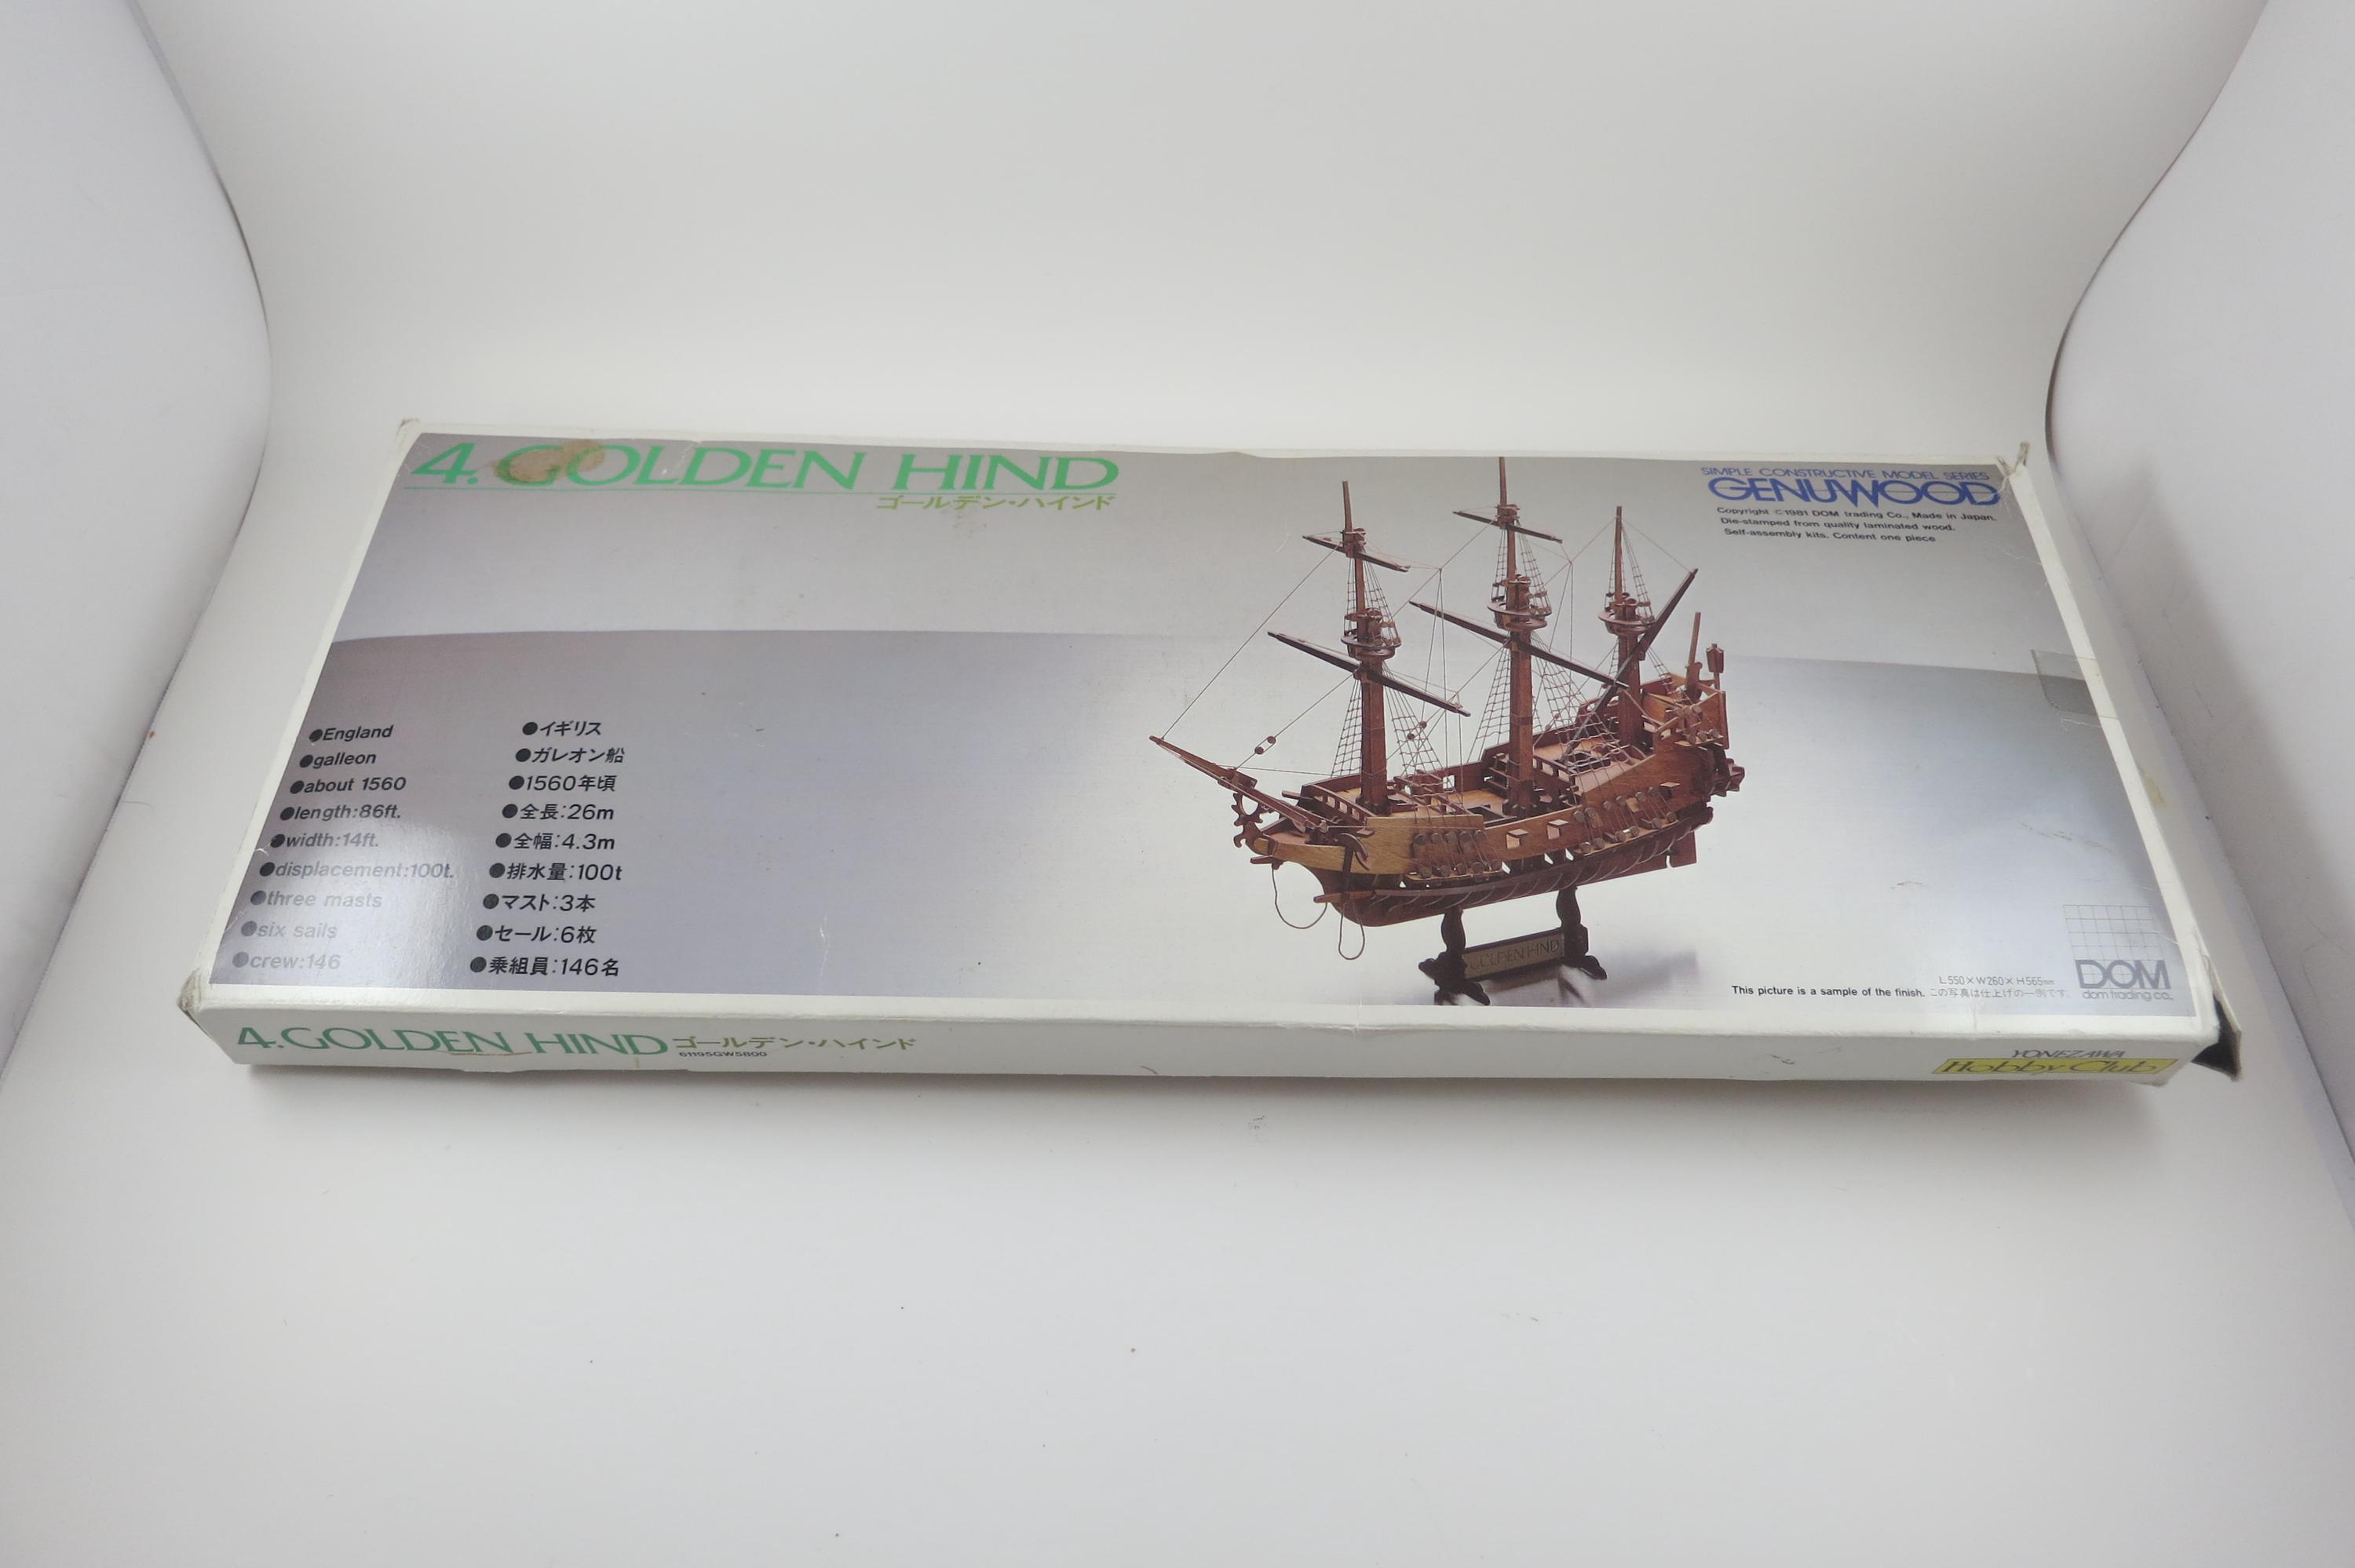 4. GOLDEN HIND
ゴールデン・ハインド
SIMPLE CONSTRUCTIVE MODEL SERIES
GENUWOOD
Copyright ©1981 DOM trading Co., Made in Japan.
Die-stamped from quality laminated wood.
Self-assembly kits. Content one piece
●England
●galleon
●about 1560
●length:86ft.
●width:14ft.
●displacement:100t.
●three masts
●six sails
●crew:146
●イギリス
●ガレオン船
●1560年頃
●全長:26m
●全幅:4.3m
●排水量:100t
●マスト:3本
●セール:6枚
●乗組員:146名
GOLDEN HIND
L550×W260×H565mm
This picture is a sample of the finish. この写真は仕上げの一例です
DOM
dom trading co.,
4. GOLDEN HIND ゴールデン・ハインド
61195GW5800
YONEZAWA
Hobby Club